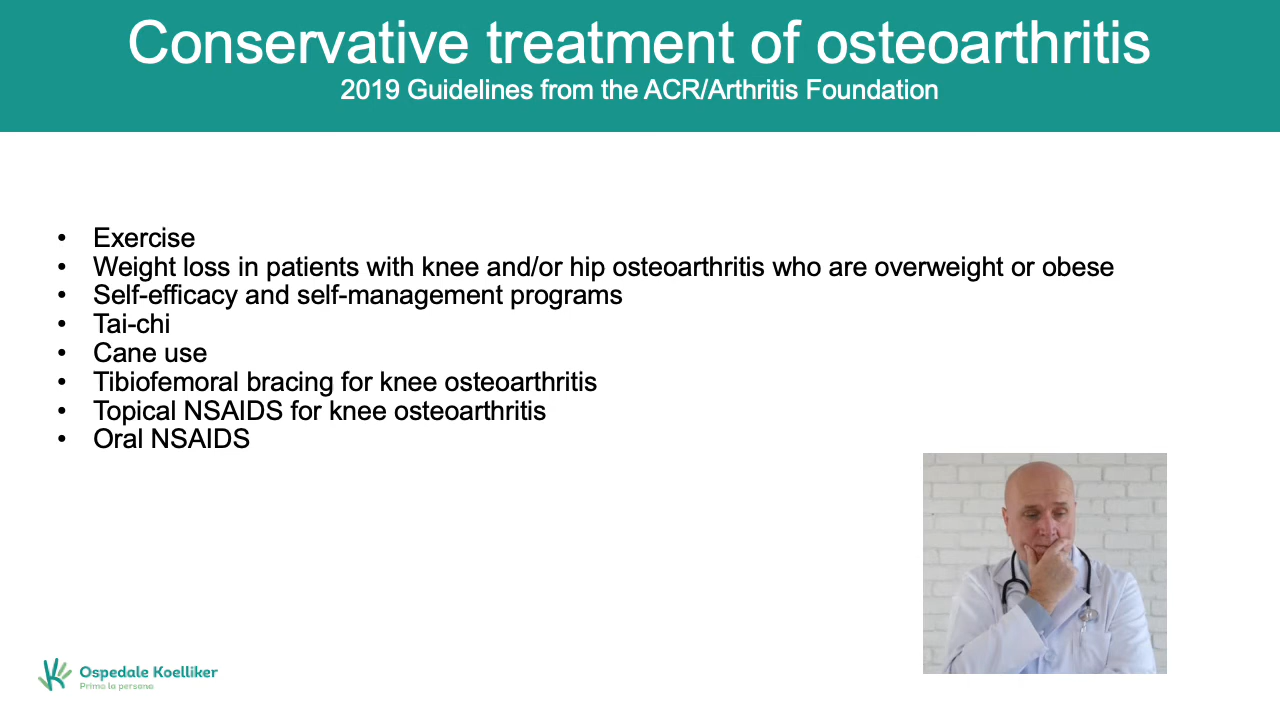 Conservative treatment of osteoarthritis
2019 Guidelines from the ACR/Arthritis Foundation
• Exercise
• Weight loss in patients with knee and/or hip osteoarthritis who are overweight or obese
• Self-efficacy and self-management programs
• Tai-chi
• Cane use
• Tibiofemoral bracing for knee osteoarthritis
• Topical NSAIDS for knee osteoarthritis
• Oral NSAIDS
Ospedale Koelliker
Prima la persona